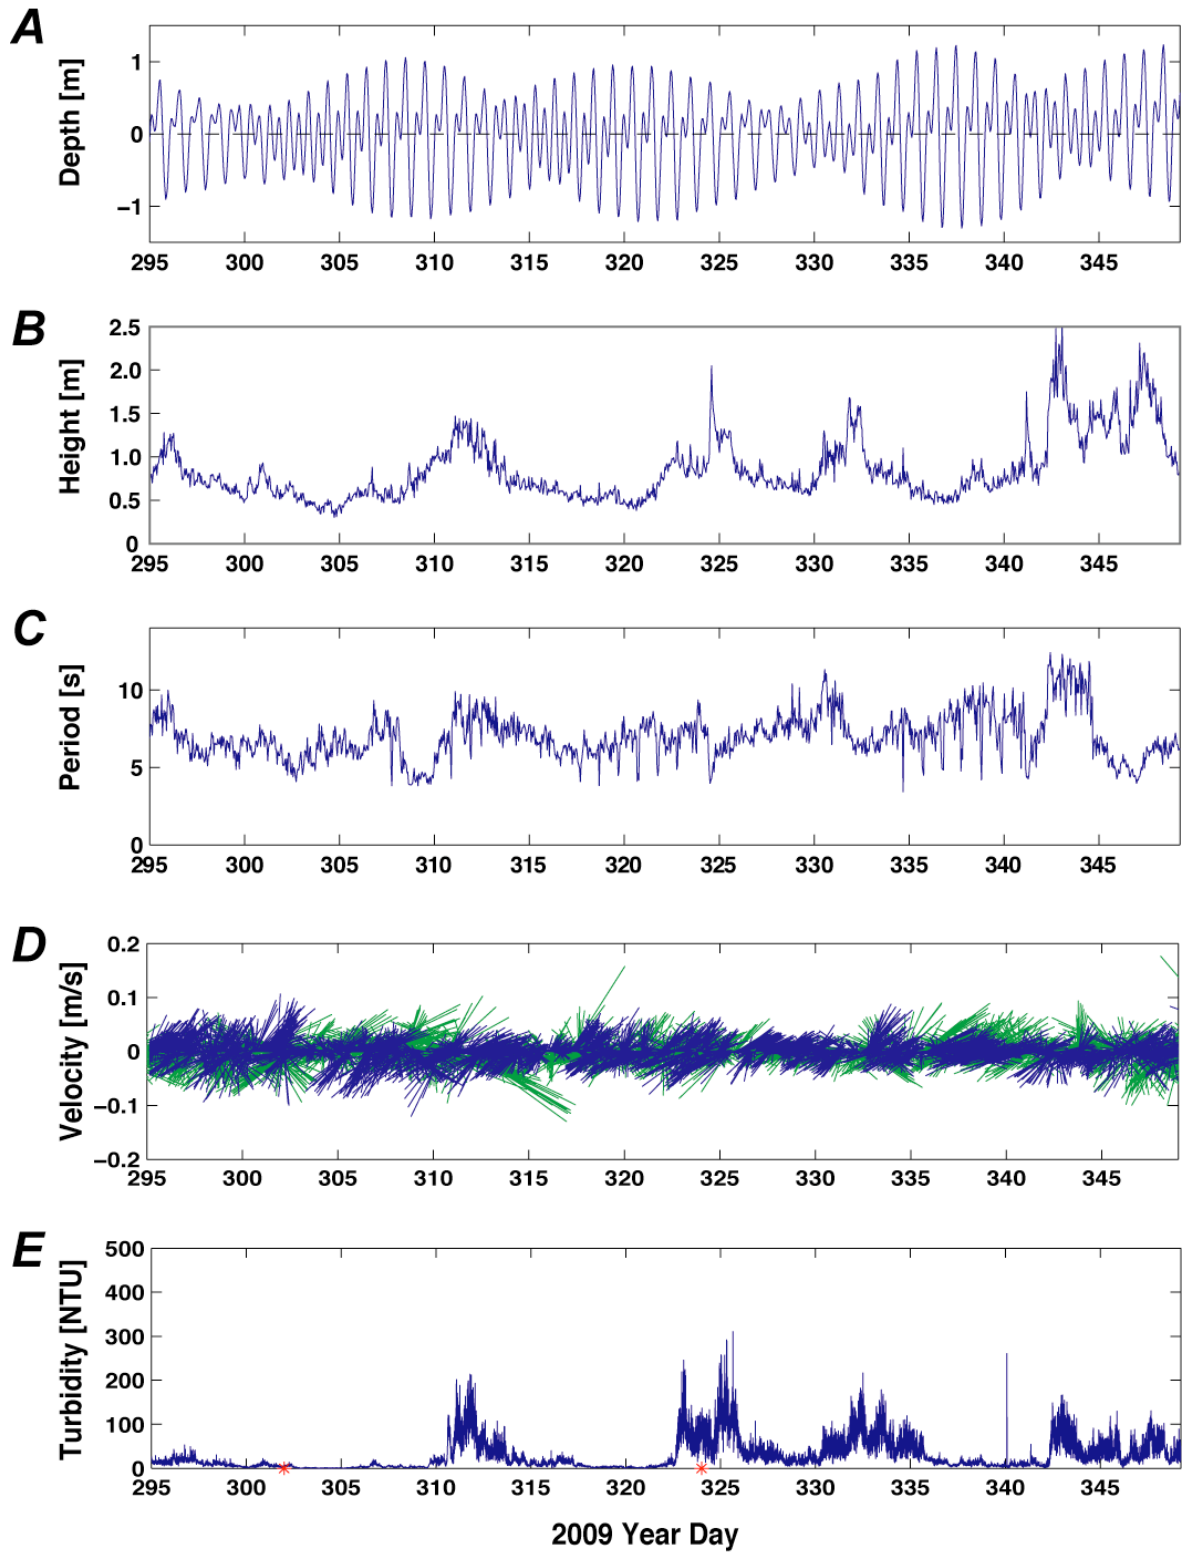 A
Depth [m]
1
0
−1
295 300 305 310 315 320 325 330 335 340 345
B
Height [m]
2.5
2.0
1.5
1.0
0.5
0
295 300 305 310 315 320 325 330 335 340 345
C
Period [s]
10
5
0
295 300 305 310 315 320 325 330 335 340 345
D
Velocity [m/s]
0.2
0.1
0
−0.1
−0.2
295 300 305 310 315 320 325 330 335 340 345
E
Turbidity [NTU]
500
400
300
200
100
0
295 300 305 310 315 320 325 330 335 340 345
2009 Year Day